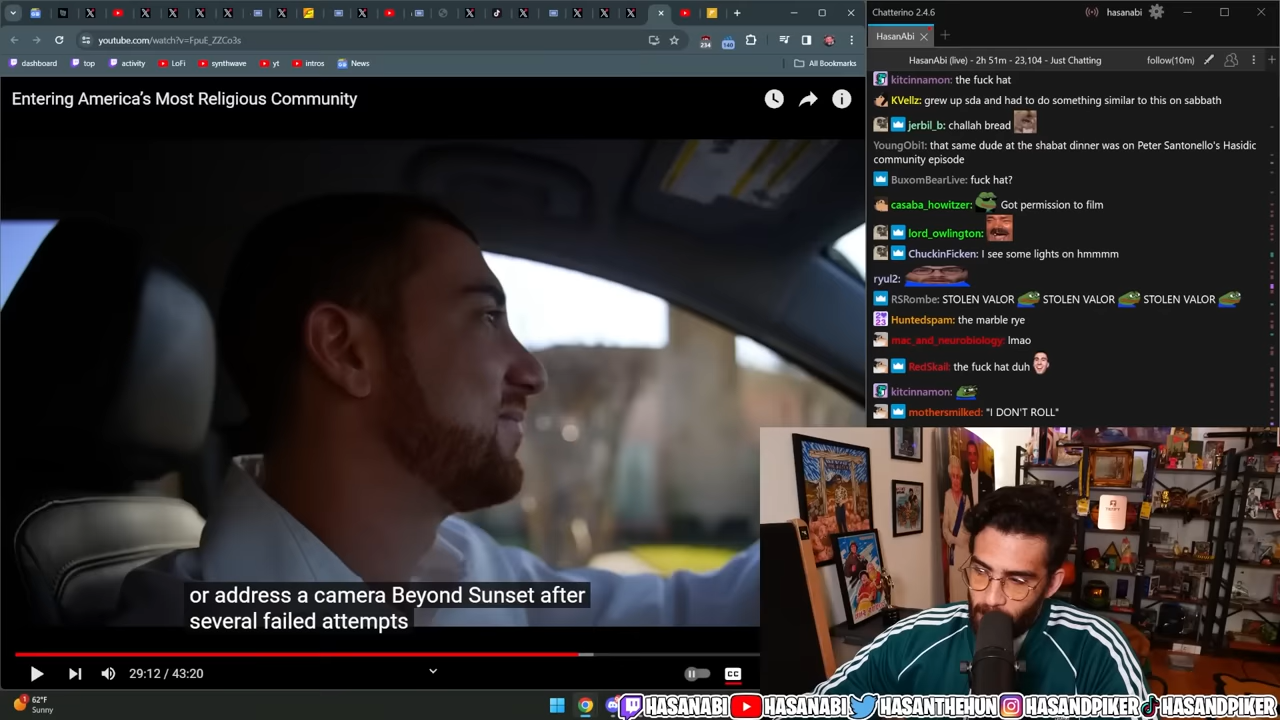 youtube.com/watch?v=FpuE_ZZCo3s
234
140
dashboard
top
activity
LoFi
synthwave
yt
intros
News
All Bookmarks
Entering America's Most Religious Community
or address a camera Beyond Sunset after
several failed attempts
29:12 / 43:20
CC
62°F
Sunny
Chatterino 2.4.6
hasanabi
HasanAbi
HasanAbi (live) - 2h 51m - 23,104 - Just Chatting
follow(10m)
kitcinnamon: the fuck hat
KVellz: grew up sda and had to do something similar to this on sabbath
jerbil_b: challah bread
YoungObi1: that same dude at the shabat dinner was on Peter Santonello's Hasidic
community episode
BuxomBearLive: fuck hat?
casaba_howitzer: Got permission to film
lord_owlington:
ChuckinFicken: I see some lights on hmmmm
ryul2:
RSRombe: STOLEN VALOR STOLEN VALOR STOLEN VALOR
Huntedspam: the marble rye
mac_and_neurobiology: lmao
RedSkail: the fuck hat duh
kitcinnamon:
mothersmilked: "I DON'T ROLL"
HASANABI
HASANABI
HASANTHEHUN
HASANDPIKER
HASANDPIKER